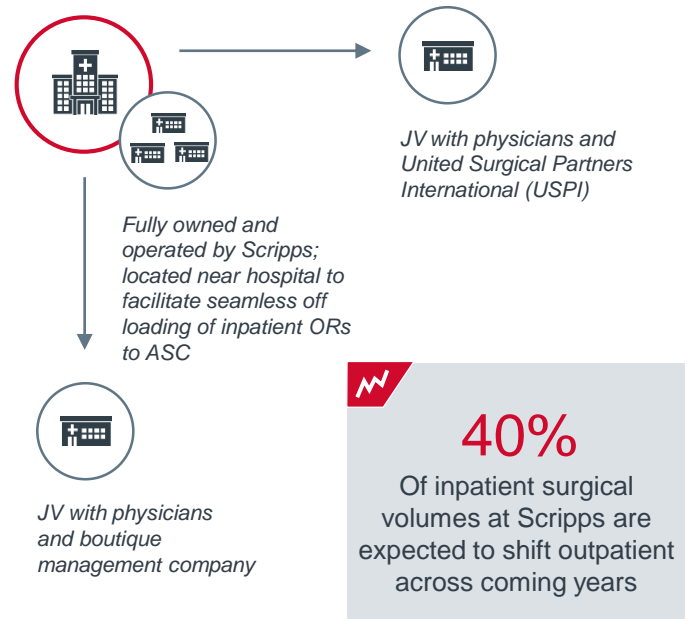 JV with physicians and
United Surgical Partners
International (USPI)
Fully owned and
operated by Scripps;
located near hospital to
facilitate seamless off
loading of inpatient ORs
to ASC
JV with physicians
and boutique
management company
40%
Of inpatient surgical
volumes at Scripps are
expected to shift outpatient
across coming years